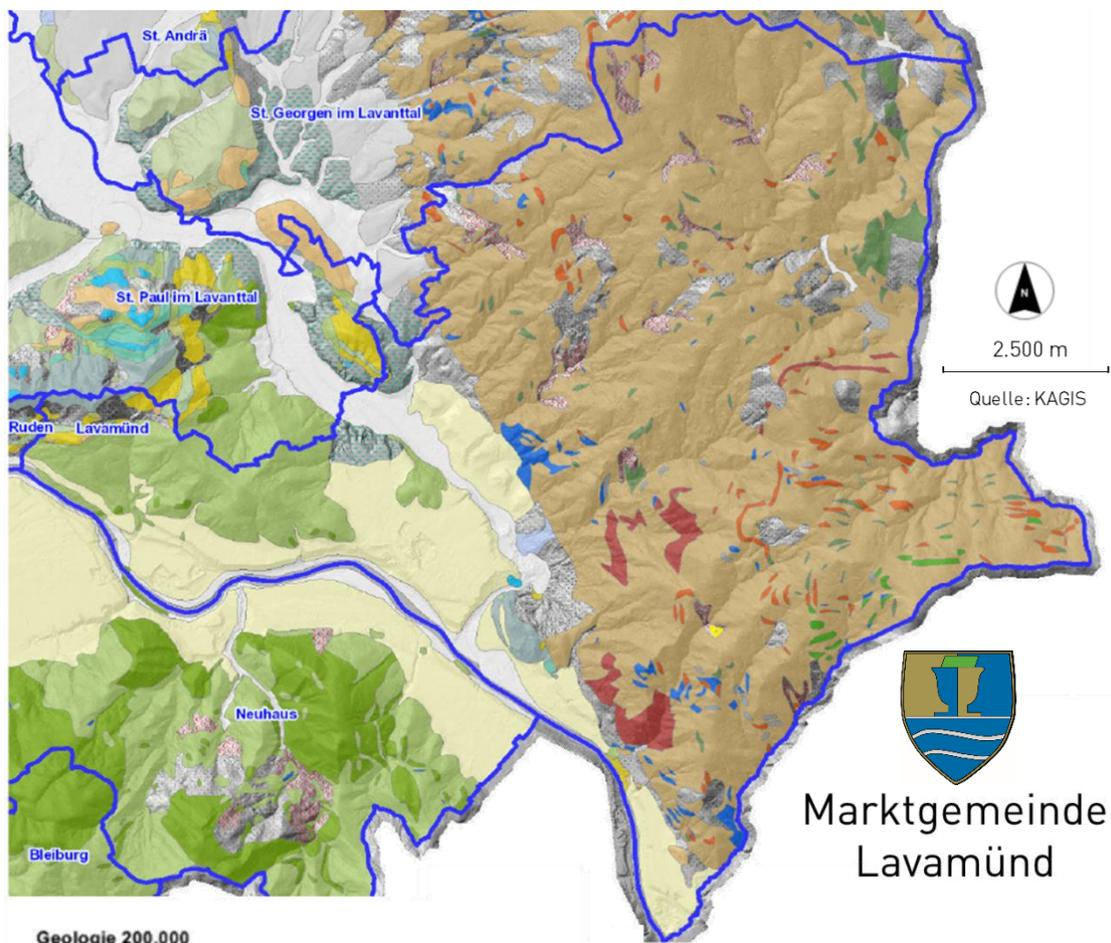 St. Andrä
St. Georgen im Lavanttal
St. Paul im Lavanttal
N
2.500 m
Quelle: KAGIS
Ruden
Lavamünd
Neuhaus
Marktgemeinde
Lavamünd
Bleiburg
Geologie 200.000